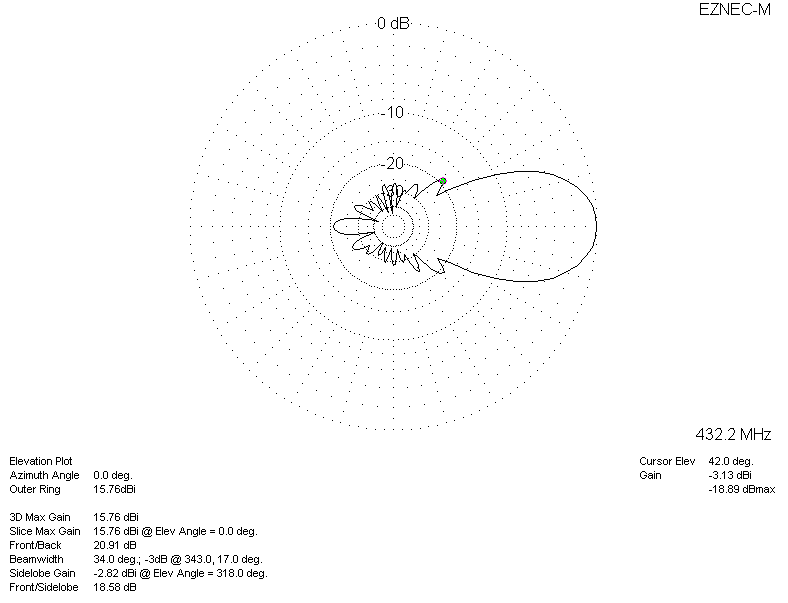 EZNEC-M
0 dB
-10
-20
-30
432.2 MHz
Elevation Plot
Azimuth Angle 0.0 deg.
Outer Ring 15.76dBi
3D Max Gain 15.76 dBi
Slice Max Gain 15.76 dBi @ Elev Angle = 0.0 deg.
Front/Back 20.91 dB
Beamwidth 34.0 deg.; -3dB @ 343.0, 17.0 deg.
Sidelobe Gain -2.82 dBi @ Elev Angle = 318.0 deg.
Front/Sidelobe 18.58 dB
Cursor Elev 42.0 deg.
Gain -3.13 dBi
-18.89 dBmax